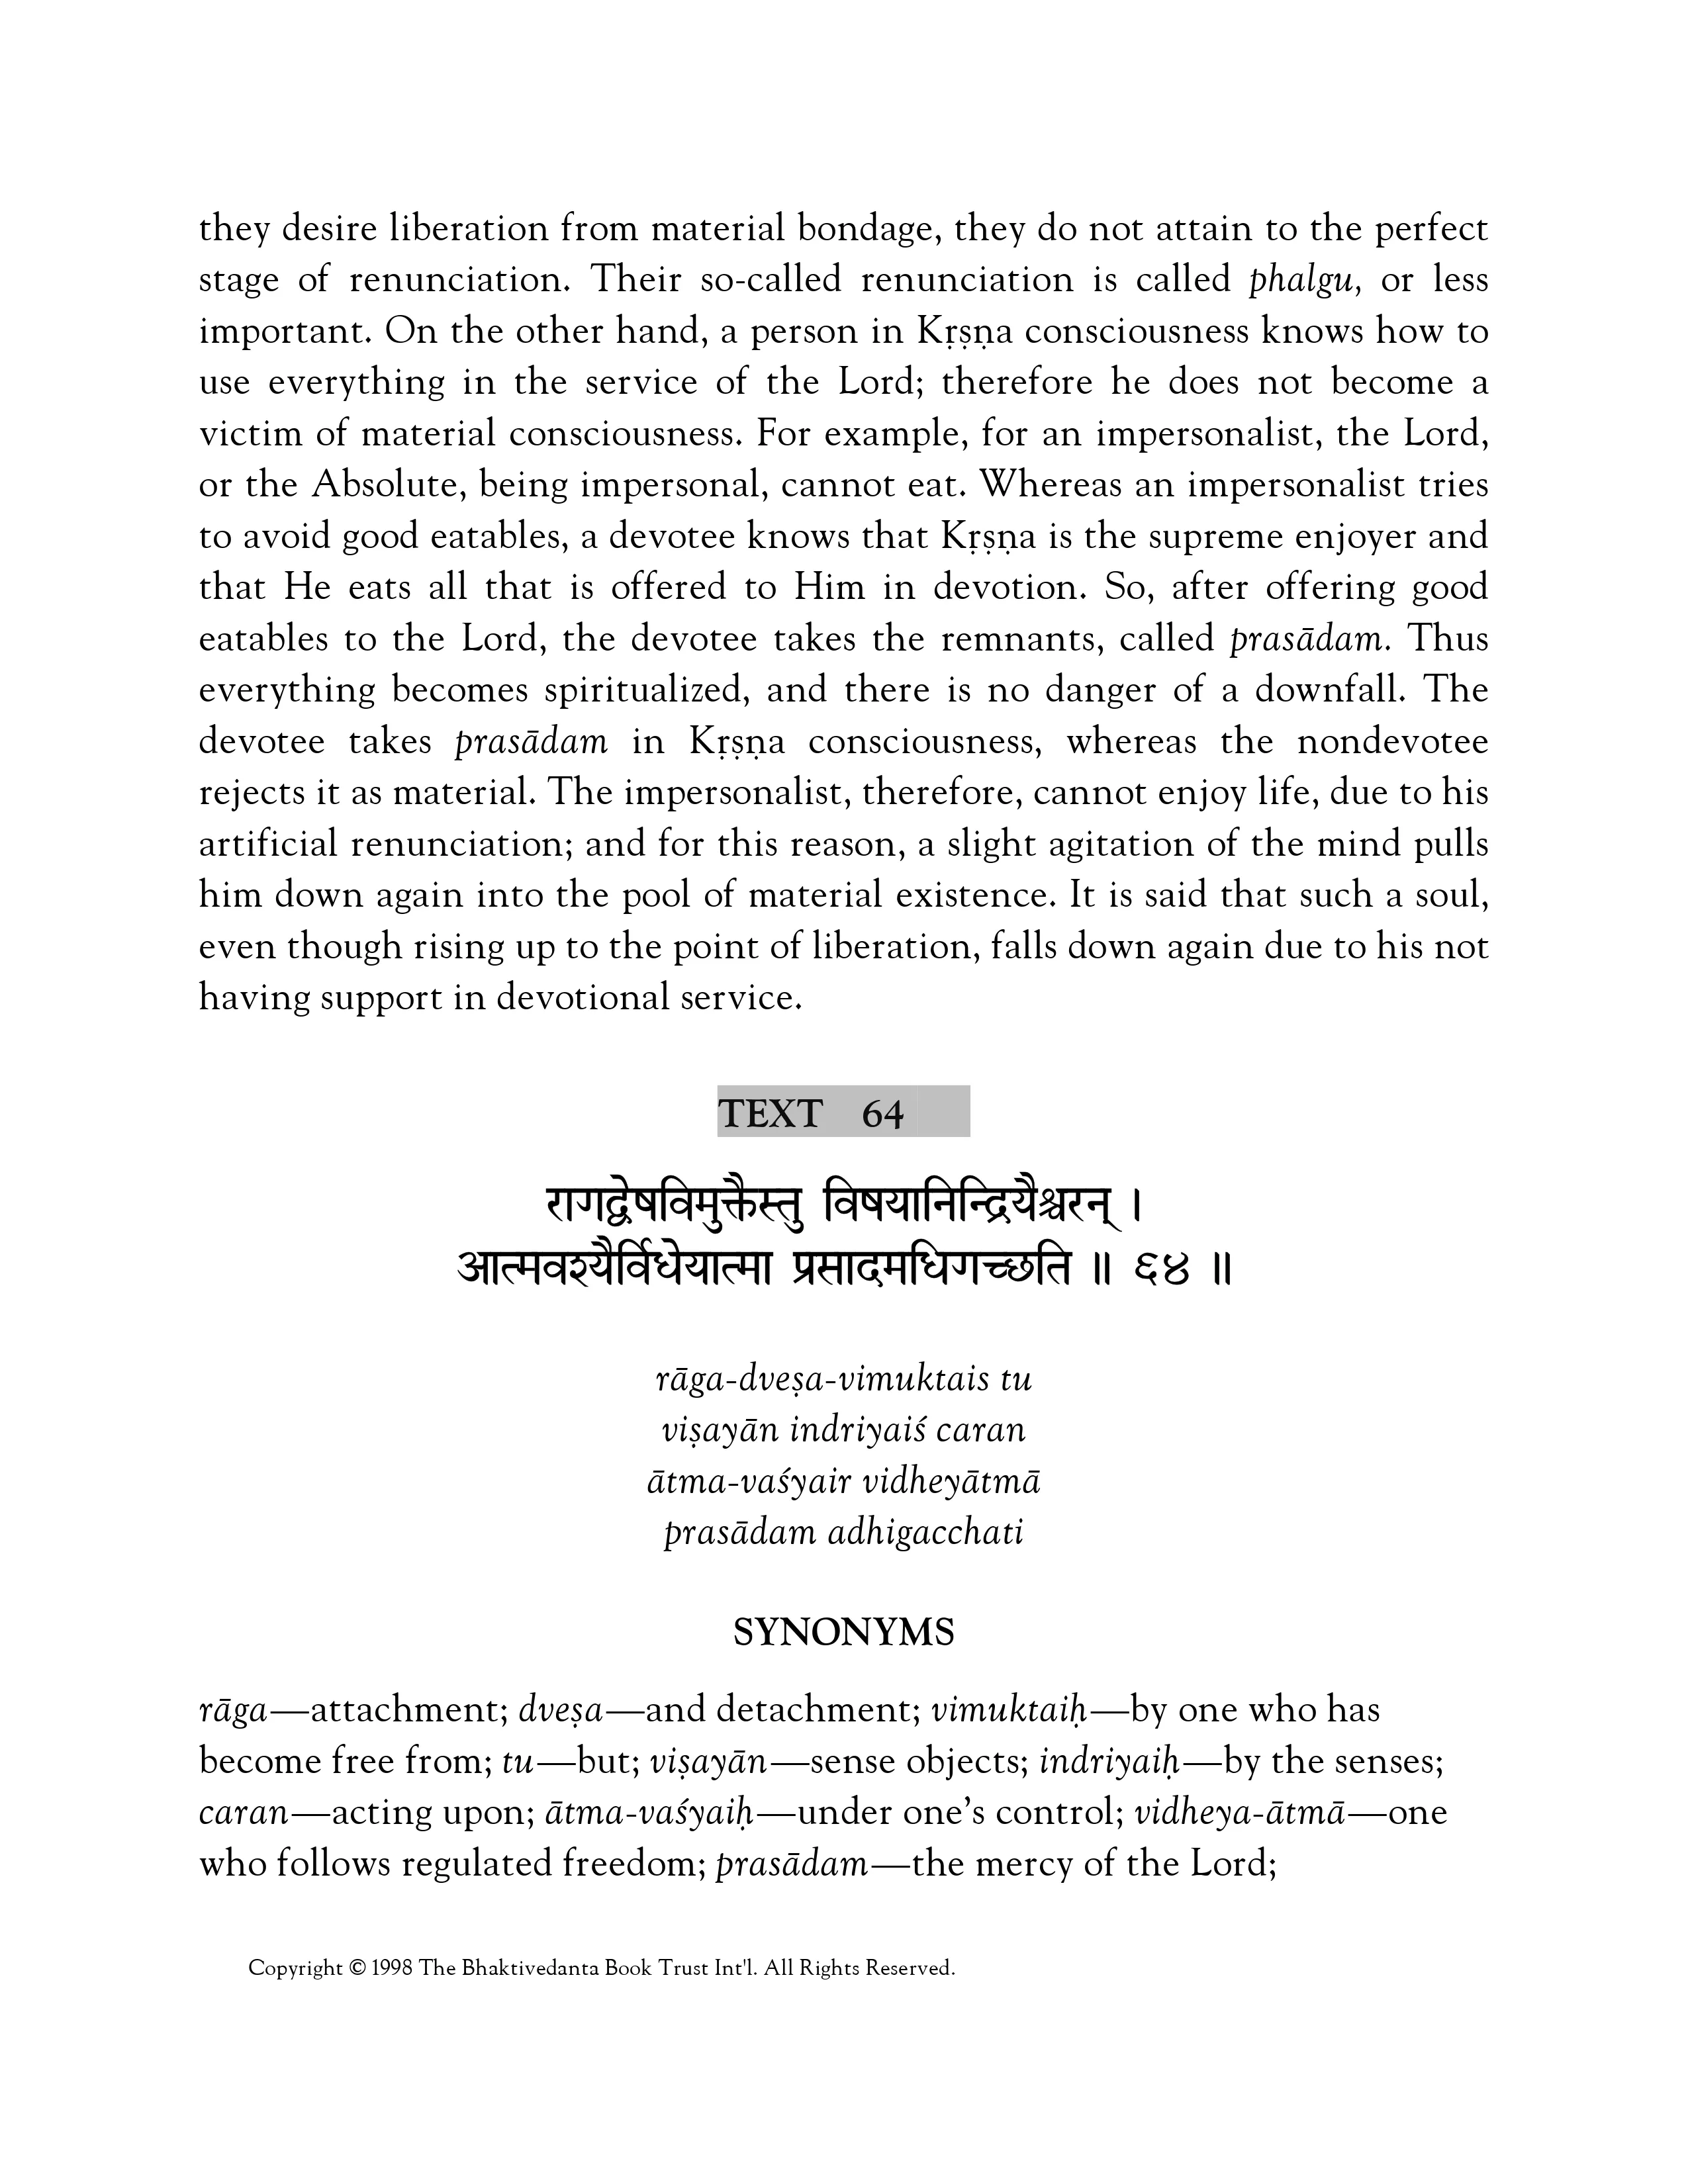 they desire liberation from material bondage, they do not attain to the perfect
stage of renunciation. Their so-called renunciation is called phalgu, or less
important. On the other hand, a person in Kṛṣṇa consciousness knows how to
use everything in the service of the Lord; therefore he does not become a
victim of material consciousness. For example, for an impersonalist, the Lord,
or the Absolute, being impersonal, cannot eat. Whereas an impersonalist tries
to avoid good eatables, a devotee knows that Kṛṣṇa is the supreme enjoyer and
that He eats all that is offered to Him in devotion. So, after offering good
eatables to the Lord, the devotee takes the remnants, called prasādam. Thus
everything becomes spiritualized, and there is no danger of a downfall. The
devotee takes prasādam in Kṛṣṇa consciousness, whereas the nondevotee
rejects it as material. The impersonalist, therefore, cannot enjoy life, due to his
artificial renunciation; and for this reason, a slight agitation of the mind pulls
him down again into the pool of material existence. It is said that such a soul,
even though rising up to the point of liberation, falls down again due to his not
having support in devotional service.
TEXT 64
रागद्वेषविमुक्तैस्तु विषयानिन्द्रियैश्चरन् ।
आत्मवश्यैर्विधेयात्मा प्रसादमधिगच्छति ॥ ६४ ॥
rāga-dveṣa-vimuktais tu
viṣayān indriyaiś caran
ātma-vaśyair vidheyātmā
prasādam adhigacchati
SYNONYMS
rāga—attachment; dveṣa—and detachment; vimuktaiḥ—by one who has
become free from; tu—but; viṣayān—sense objects; indriyaiḥ—by the senses;
caran—acting upon; ātma-vaśyaiḥ—under one’s control; vidheya-ātmā—one
who follows regulated freedom; prasādam—the mercy of the Lord;
Copyright © 1998 The Bhaktivedanta Book Trust Int'l. All Rights Reserved.